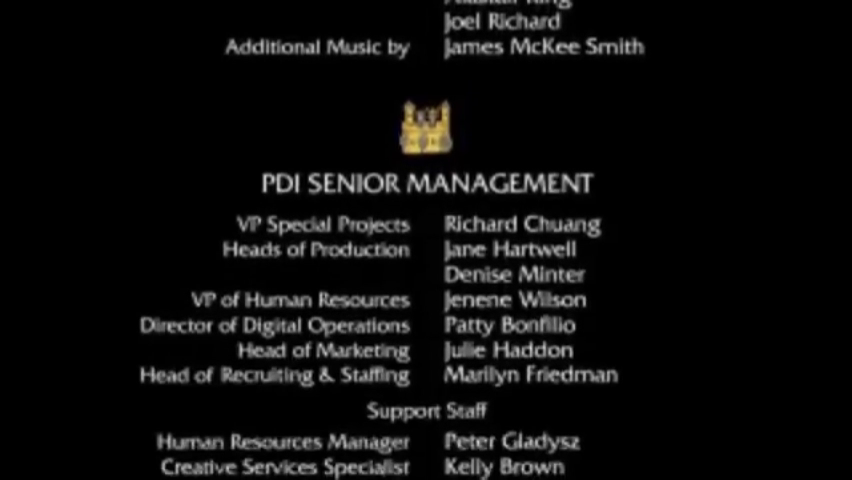 Alastair King
Joel Richard
Additional Music by James McKee Smith
PDI SENIOR MANAGEMENT
VP Special Projects Richard Chuang
Heads of Production Jane Hartwell
Denise Minter
VP of Human Resources Jenene Wilson
Director of Digital Operations Patty Bonfilio
Head of Marketing Julie Haddon
Head of Recruiting & Staffing Marilyn Friedman
Support Staff
Human Resources Manager Peter Gladysz
Creative Services Specialist Kelly Brown